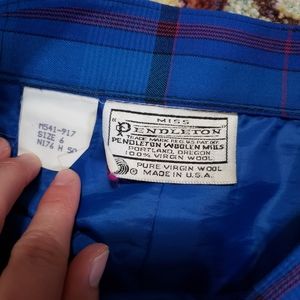 M541-917
SIZE 6
N174 H SP
MISS
"PENDLETON"
TRADE MARK REG. U.S. PAT. OFF.
PENDLETON WOOLEN MILLS
PORTLAND, OREGON
100% VIRGIN WOOL
PURE VIRGIN WOOL
MADE IN U.S.A.